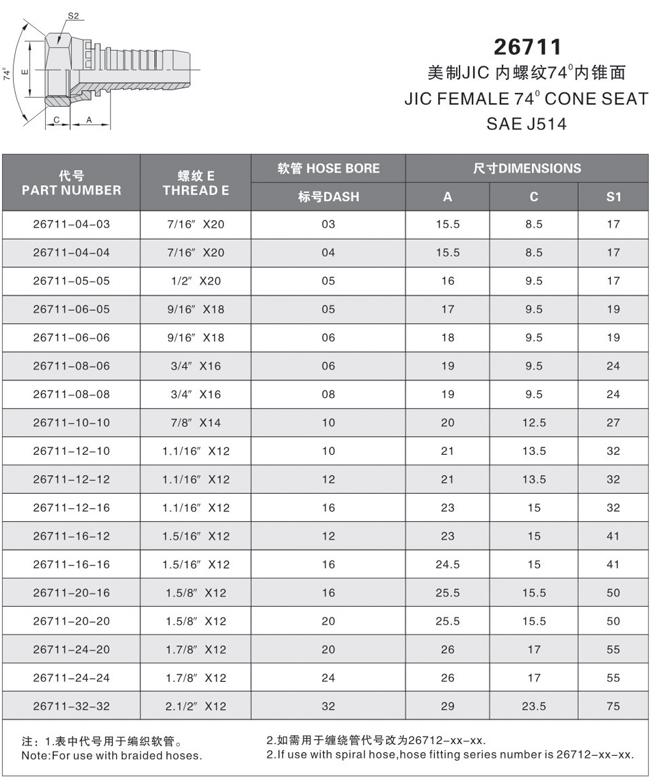 S2
74°
E
C
A
26711
美制JIC 内螺纹74⁰内锥面
JIC FEMALE 74⁰ CONE SEAT
SAE J514
代号 螺纹 E 软管 HOSE BORE 尺寸DIMENSIONS
PART NUMBER THREAD E 标号DASH A C S1
26711-04-03 7/16″ X20 03 15.5 8.5 17
26711-04-04 7/16″ X20 04 15.5 8.5 17
26711-05-05 1/2″ X20 05 16 9.5 17
26711-06-05 9/16″ X18 05 17 9.5 19
26711-06-06 9/16″ X18 06 18 9.5 19
26711-08-06 3/4″ X16 06 19 9.5 24
26711-08-08 3/4″ X16 08 19 9.5 24
26711-10-10 7/8″ X14 10 20 12.5 27
26711-12-10 1.1/16″ X12 10 21 13.5 32
26711-12-12 1.1/16″ X12 12 21 13.5 32
26711-12-16 1.1/16″ X12 16 23 15 32
26711-16-12 1.5/16″ X12 12 23 15 41
26711-16-16 1.5/16″ X12 16 24.5 15 41
26711-20-16 1.5/8″ X12 16 25.5 15.5 50
26711-20-20 1.5/8″ X12 20 25.5 15.5 50
26711-24-20 1.7/8″ X12 20 26 17 55
26711-24-24 1.7/8″ X12 24 26 17 55
26711-32-32 2.1/2″ X12 32 29 23.5 75
注：1.表中代号用于编织软管。 2.如需用于缠绕管代号改为26712-xx-xx.
Note:For use with braided hoses. 2.If use with spiral hose,hose fitting series number is 26712-xx-xx.